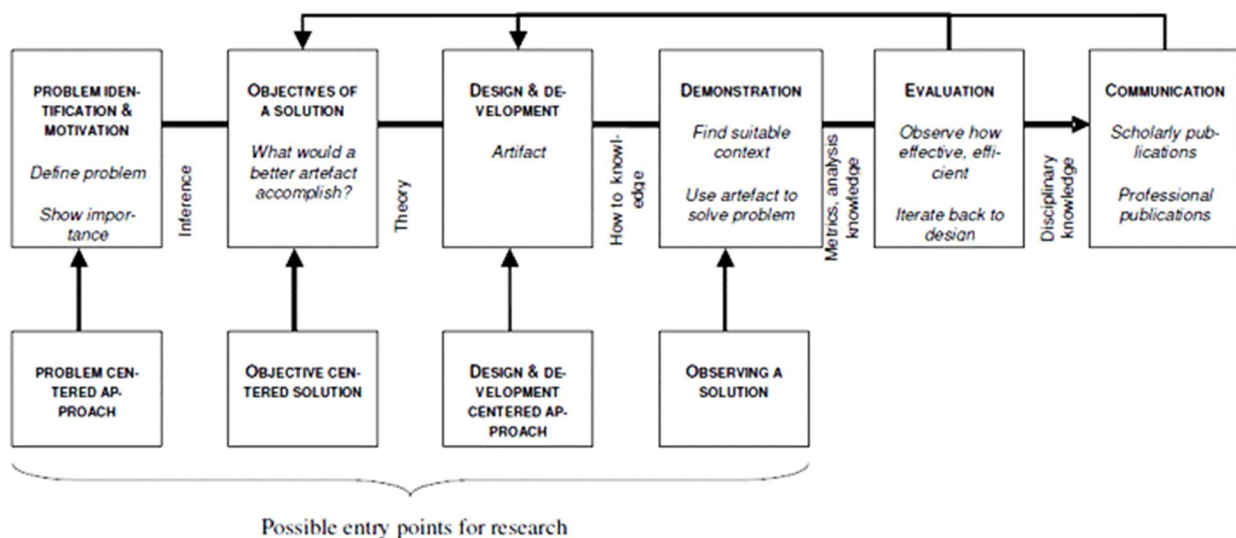 PROBLEM IDEN-
TIFICATION &
MOTIVATION
Define problem
Show impor-
tance
Inference
OBJECTIVES OF
A SOLUTION
What would a
better artefact
accomplish?
Theory
DESIGN & DE-
VELOPMENT
Artifact
How to knowl-
edge
DEMONSTRATION
Find suitable
context
Use artefact to
solve problem
Metrics, analysis
knowledge
EVALUATION
Observe how
effective, effi-
cient
Iterate back to
design
Disciplinary
knowledge
COMMUNICATION
Scholarly pub-
lications
Professional
publications
PROBLEM CEN-
TERED AP-
PROACH
OBJECTIVE CEN-
TERED SOLUTION
DESIGN & DE-
VELOPMENT
CENTERED AP-
PROACH
OBSERVING A
SOLUTION
Possible entry points for research